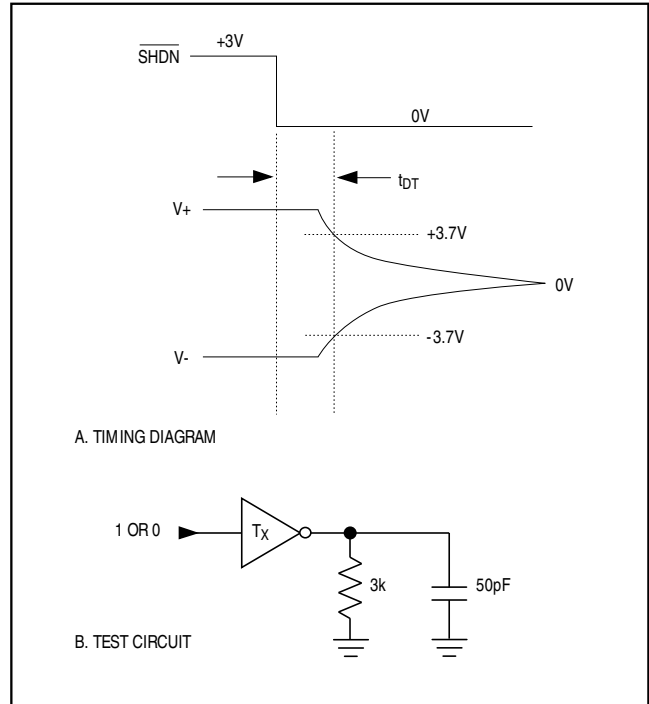 +3V
SHDN
0V
tDT
V+
+3.7V
0V
-3.7V
V-
A. TIMING DIAGRAM
1 OR 0
TX
3k
50pF
B. TEST CIRCUIT